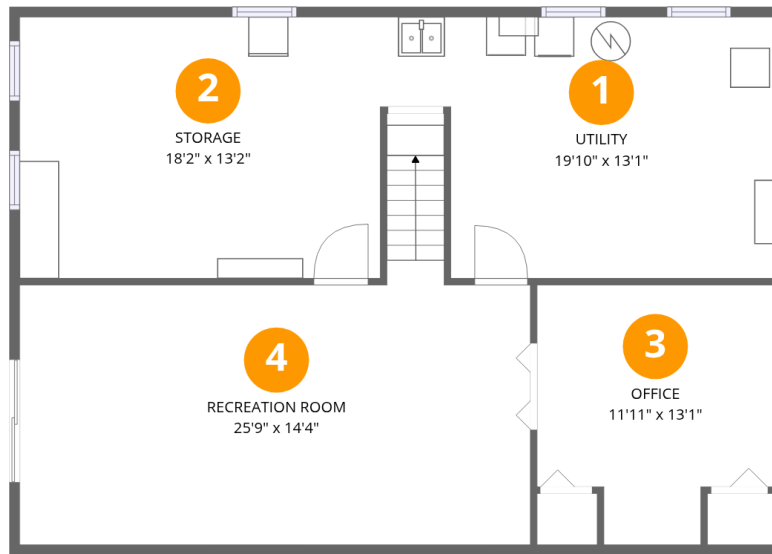 2
STORAGE
18'2" x 13'2"
1
UTILITY
19'10" x 13'1"
4
RECREATION ROOM
25'9" x 14'4"
3
OFFICE
11'11" x 13'1"